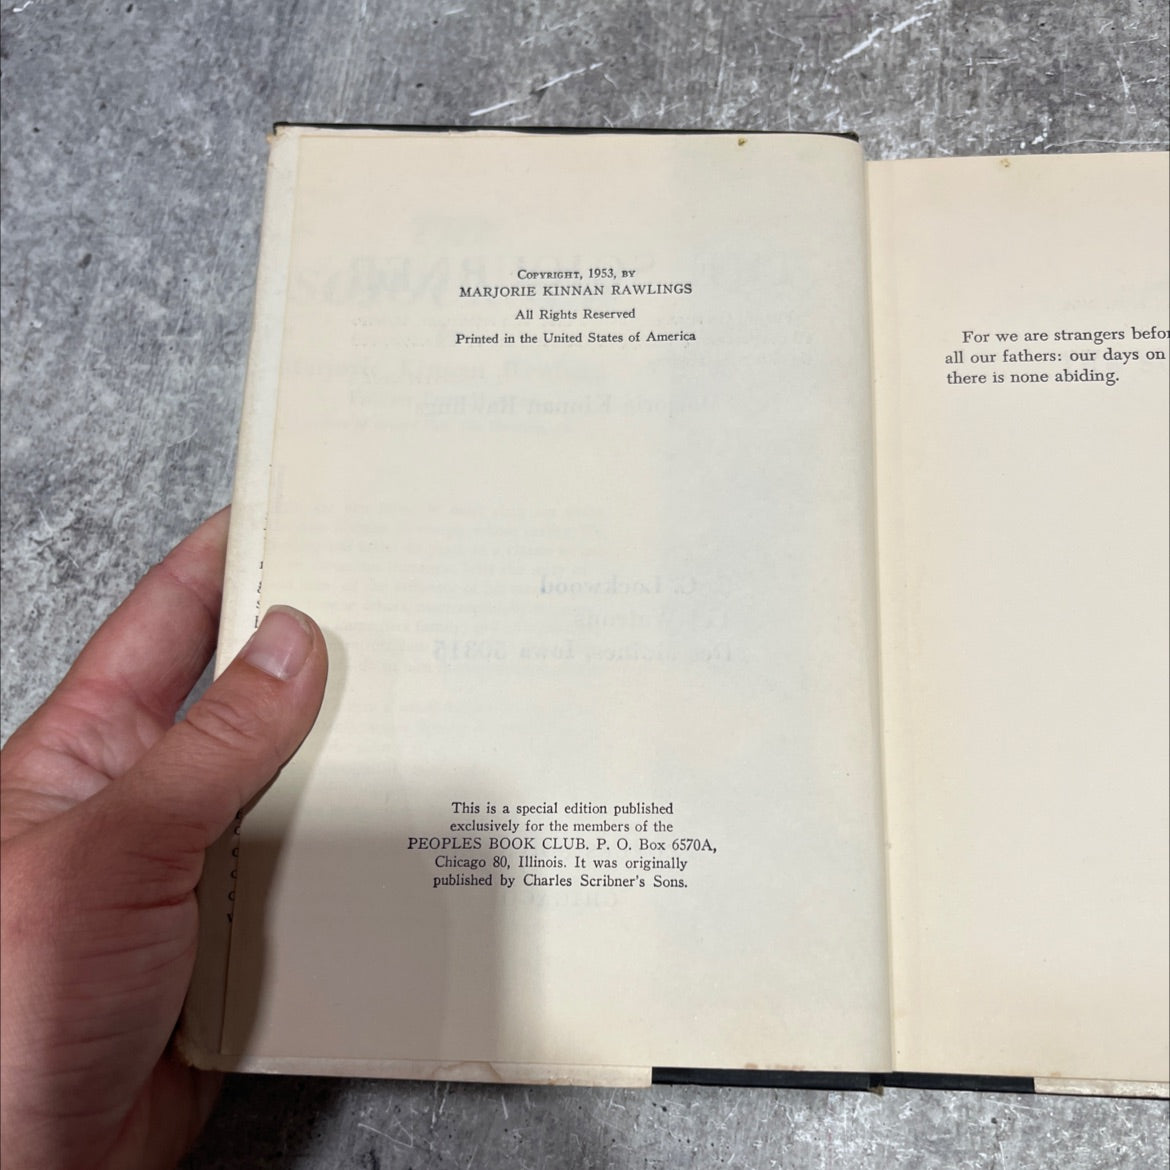 COPYRIGHT, 1953, BY
MARJORIE KINNAN RAWLINGS
All Rights Reserved
Printed in the United States of America
This is a special edition published
exclusively for the members of the
PEOPLES BOOK CLUB. P. O. Box 6570A,
Chicago 80, Illinois. It was originally
published by Charles Scribner's Sons.
For we are strangers
all our fathers: our days on
there is none abiding.